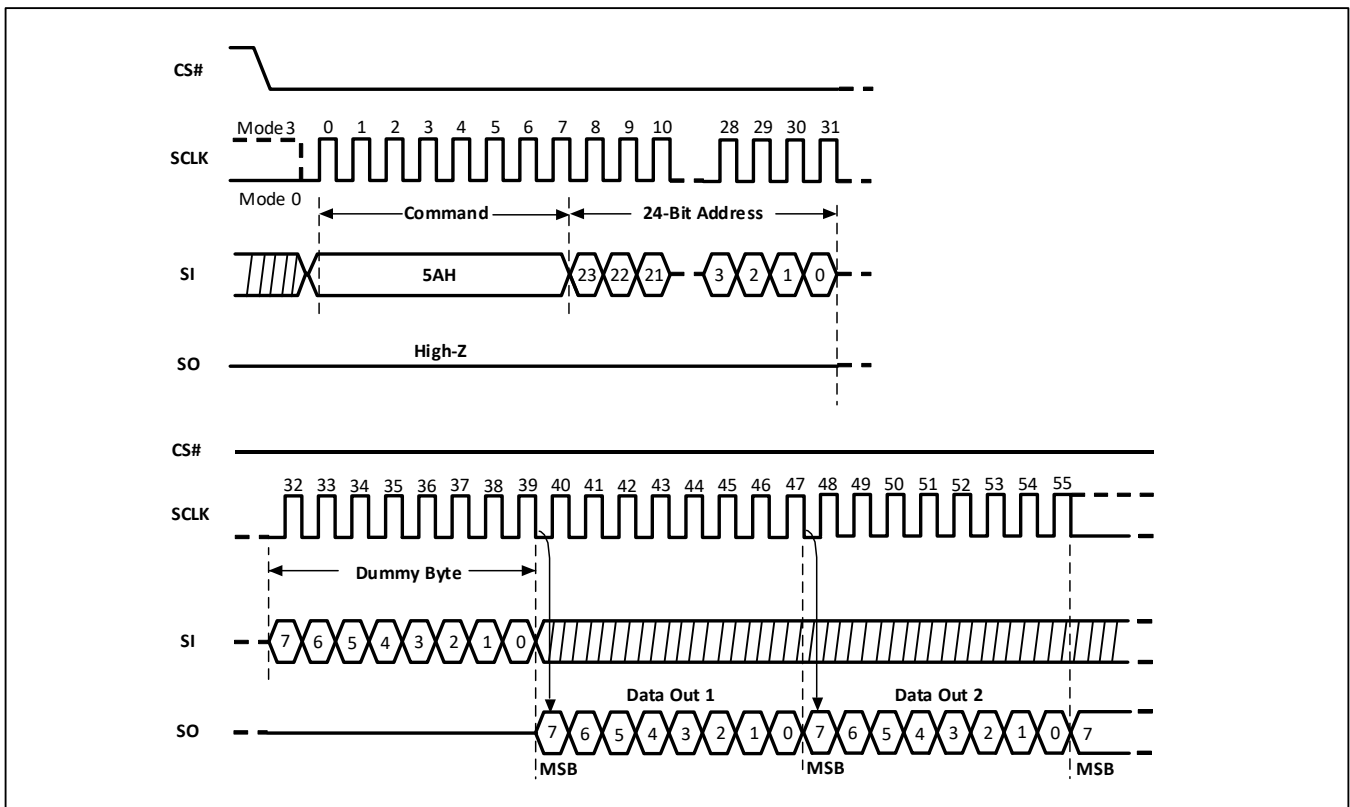 CS#
Mode 3 0 1 2 3 4 5 6 7 8 9 10 28 29 30 31
SCLK
Mode 0
Command 24-Bit Address
SI 5AH 23 22 21 3 2 1 0
High-Z
SO
CS#
32 33 34 35 36 37 38 39 40 41 42 43 44 45 46 47 48 49 50 51 52 53 54 55
SCLK
Dummy Byte
SI 7 6 5 4 3 2 1 0
Data Out 1 Data Out 2
SO 7 6 5 4 3 2 1 0 7 6 5 4 3 2 1 0 7
MSB MSB MSB